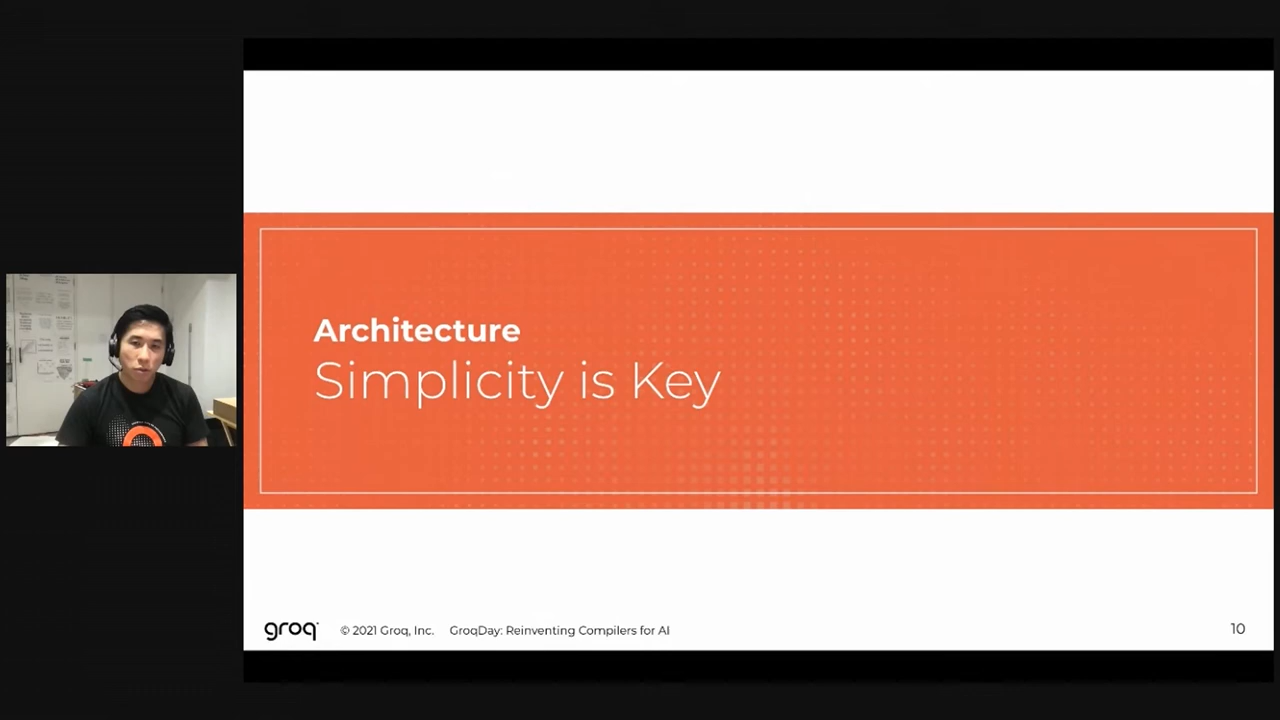 Architecture
Simplicity is Key
groq
© 2021 Groq, Inc. GroqDay: Reinventing Compilers for AI
10